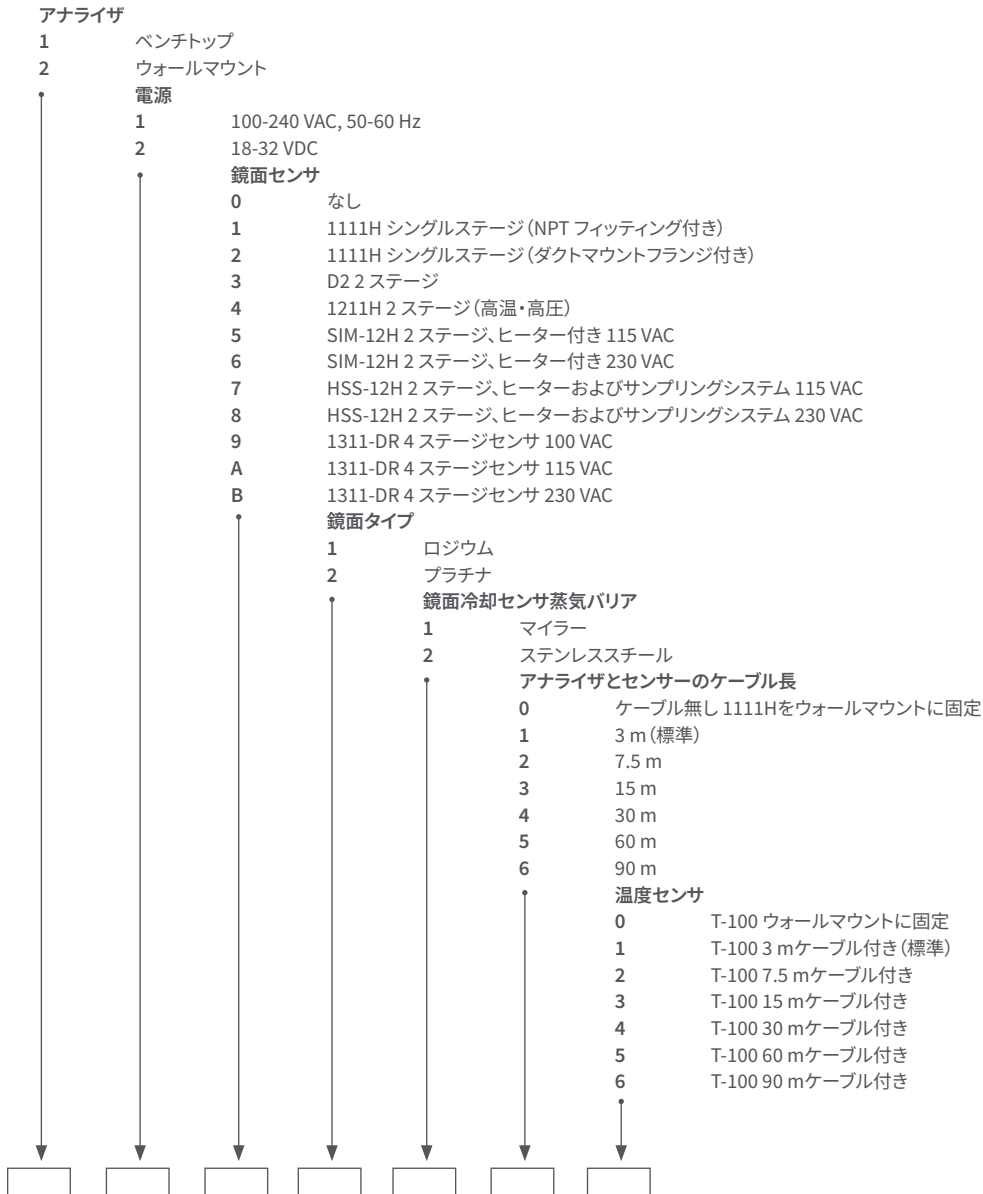 アナライザ
1 ベンチトップ
2 ウォールマウント
電源
1 100-240 VAC, 50-60 Hz
2 18-32 VDC
鏡面センサ
0 なし
1 1111H シングルステージ（NPT フィッティング付き）
2 1111H シングルステージ（ダクトマウントフランジ付き）
3 D2 2 ステージ
4 1211H 2 ステージ（高温・高圧）
5 SIM-12H 2 ステージ、ヒーター付き 115 VAC
6 SIM-12H 2 ステージ、ヒーター付き 230 VAC
7 HSS-12H 2 ステージ、ヒーターおよびサンプリングシステム 115 VAC
8 HSS-12H 2 ステージ、ヒーターおよびサンプリングシステム 230 VAC
9 1311-DR 4 ステージセンサ 100 VAC
A 1311-DR 4 ステージセンサ 115 VAC
B 1311-DR 4 ステージセンサ 230 VAC
鏡面タイプ
1 ロジウム
2 プラチナ
鏡面冷却センサ蒸気バリア
1 マイラー
2 ステンレススチール
アナライザとセンサーのケーブル長
0 ケーブル無し 1111Hをウォールマウントに固定
1 3 m（標準）
2 7.5 m
3 15 m
4 30 m
5 60 m
6 90 m
温度センサ
0 T-100 ウォールマウントに固定
1 T-100 3 mケーブル付き（標準）
2 T-100 7.5 mケーブル付き
3 T-100 15 mケーブル付き
4 T-100 30 mケーブル付き
5 T-100 60 mケーブル付き
6 T-100 90 mケーブル付き